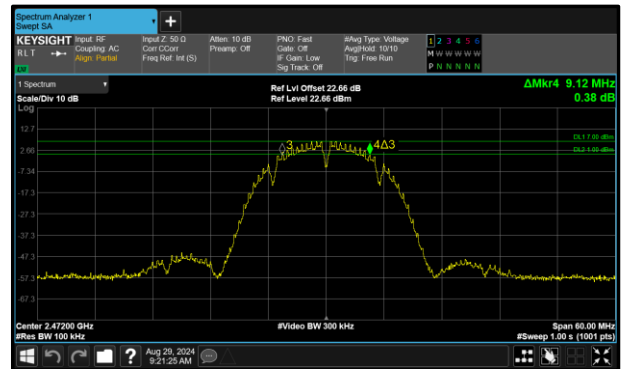 Spectrum Analyzer 1
Swept SA
+
KEYSIGHT Input: RF Input Z: 50 Ω Atten: 10 dB PNO: Fast #Avg Type: Voltage 1 2 3 4 5 6
RLT Coupling: AC Corr CCorr Preamp: Off Gate: Off Avg|Hold: 10/10 M W W W W W
Align: Partial Freq Ref: Int (S) IF Gain: Low Trig: Free Run
Sig Track: Off P N N N N N
1 Spectrum Ref Lvl Offset 22.66 dB ΔMkr4 9.12 MHz
Scale/Div 10 dB Ref Level 22.66 dBm 0.38 dB
Log
12.7
DL1 7.00 dBm
2.66 3 4Δ3 DL2 1.00 dBm
-7.34
-17.3
-27.3
-37.3
-47.3
-57.3
-67.3
Center 2.47200 GHz #Video BW 300 kHz Span 60.00 MHz
#Res BW 100 kHz #Sweep 1.00 s (1001 pts)
? Aug 29, 2024
9:21:25 AM